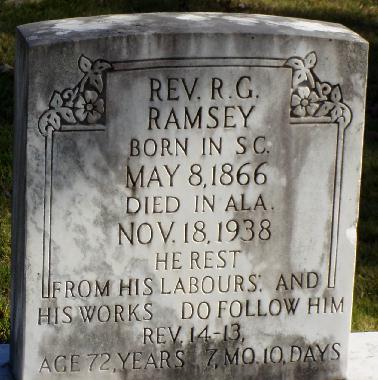 REV. R.G.
RAMSEY
BORN IN S.C.
MAY 8, 1866
DIED IN ALA.
NOV. 18, 1938
HE REST
FROM HIS LABOURS; AND
HIS WORKS DO FOLLOW HIM
REV. 14-13,
AGE 72, YEARS 7, MO. 10, DAYS